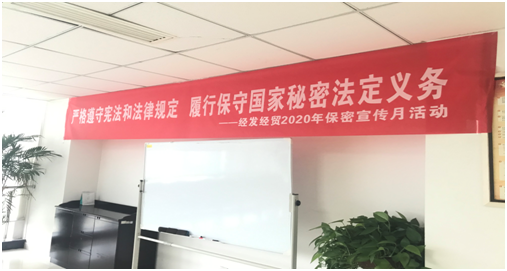 严格遵守宪法和法律规定 履行保守国家秘密法定义务
——经发经贸2020年保密宣传月活动